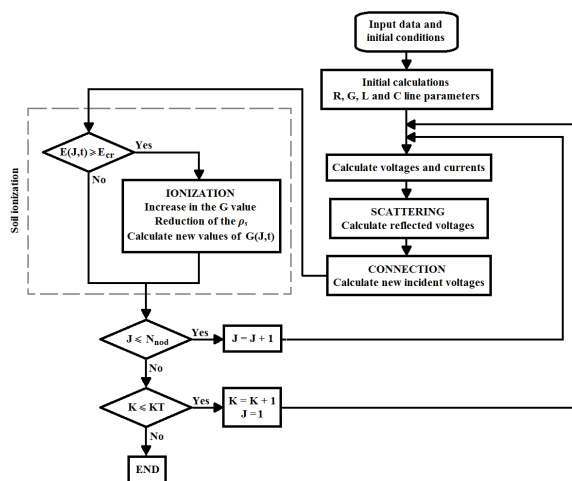 Input data and
initial conditions
Initial calculations
R, G, L and C line parameters
Calculate voltages and currents
SCATTERING
Calculate reflected voltages
CONNECTION
Calculate new incident voltages
Soil ionization
E(J,t) ⩾ Ecr
Yes
No
IONIZATION
Increase in the G value
Reduction of the ρs
Calculate new values of G(J,t)
J ⩽ Nnod
Yes
J = J + 1
No
K ⩽ KT
Yes
K = K + 1
J = 1
No
END